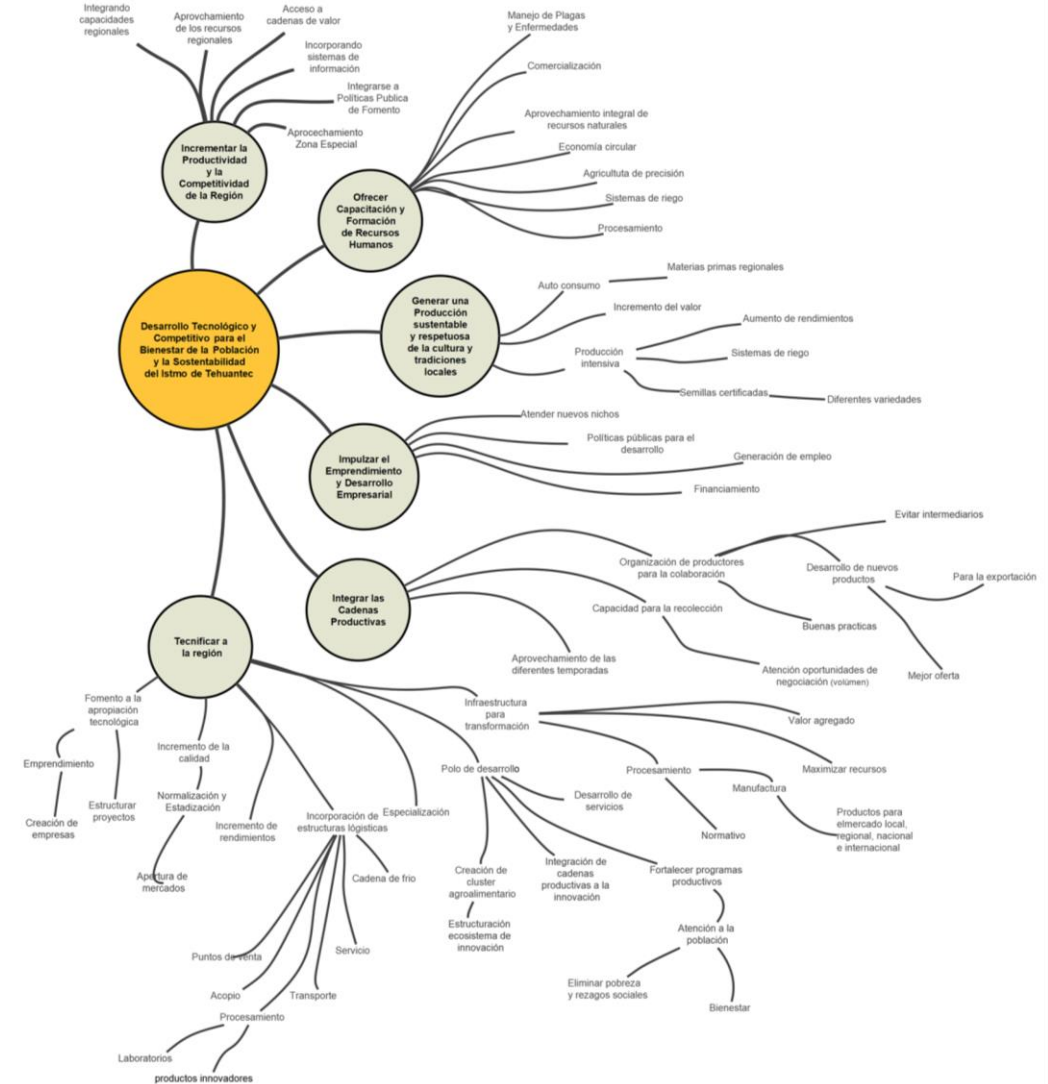 Integrando
capacidades
regionales
Aprovchamiento
de los recursos
regionales
Acceso a
cadenas de valor
Incorporando
sistemas de
información
Integrarse a
Políticas Publica
de Fomento
Aprocechamiento
Zona Especial
Incrementar la
Productividad
y la
Competitividad
de la Región
Manejo de Plagas
y Enfermedades
Comercialización
Aprovechamiento integral de
recursos naturales
Economía circular
Agricultuta de precisión
Sistemas de riego
Procesamiento
Ofrecer
Capacitación y
Formación
de Recursos
Humanos
Desarrollo Tecnológico y
Competitivo para el
Bienestar de la Población
y la Sostentabilidad
del Istmo de Tehuantec
Generar una
Producción
sustentable
y respetuosa
de la cultura y
tradiciones
locales
Auto consumo
Materias primas regionales
Incremento del valor
Producción
intensiva
Aumento de rendimientos
Sistemas de riego
Semillas certificadas
Diferentes variedades
Impulzar el
Emprendimiento
y Desarrollo
Empresarial
Atender nuevos nichos
Políticas públicas para el
desarrollo
Generación de empleo
Financiamiento
Integrar las
Cadenas
Productivas
Organización de productores
para la colaboración
Evitar intermediarios
Desarrollo de nuevos
productos
Para la exportación
Mejor oferta
Buenas practicas
Capacidad para la recolección
Atención oportunidades de
negociación (volúmen)
Aprovechamiento de las
diferentes temporadas
Tecnificar a
la región
Fomento a la
apropiación
tecnológica
Emprendimiento
Creación de
empresas
Estructurar
proyectos
Incremento de la
calidad
Normalización y
Estadización
Apertura de
mercados
Incremento de
rendimientos
Incorporación de
estructuras lógisticas
Puntos de venta
Acopio
Procesamiento
Laboratorios
productos innovadores
Transporte
Servicio
Cadena de frio
Especialización
Polo de desarrollo
Creación de
cluster
agroalimentario
Estructuración
ecosistema de
innovación
Integración de
cadenas
productivas a la
innovación
Desarrollo de
servicios
Fortalecer programas
productivos
Atención a la
población
Eliminar pobreza
y rezagos sociales
Bienestar
Infraestructura
para
transformación
Valor agregado
Maximizar recursos
Procesamiento
Manufactura
Productos para
elmercado local,
regional, nacional
e internacional
Normativo